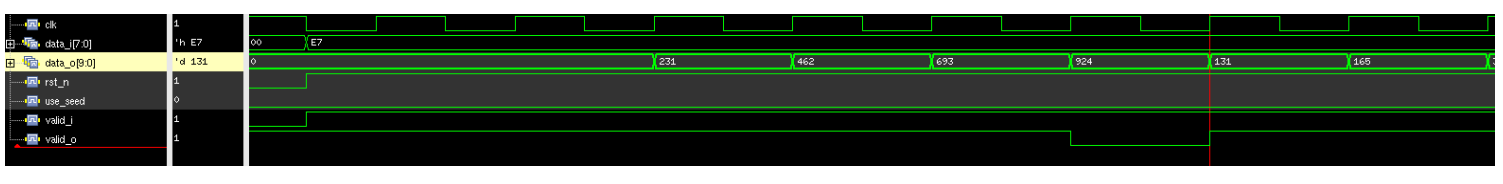 clk 1
data_i[7:0] 'h E7 00 E7
data_o[9:0] 'd 131 0 231 462 693 924 131 165
rst_n 1
use_seed 0
valid_i 1
valid_o 1